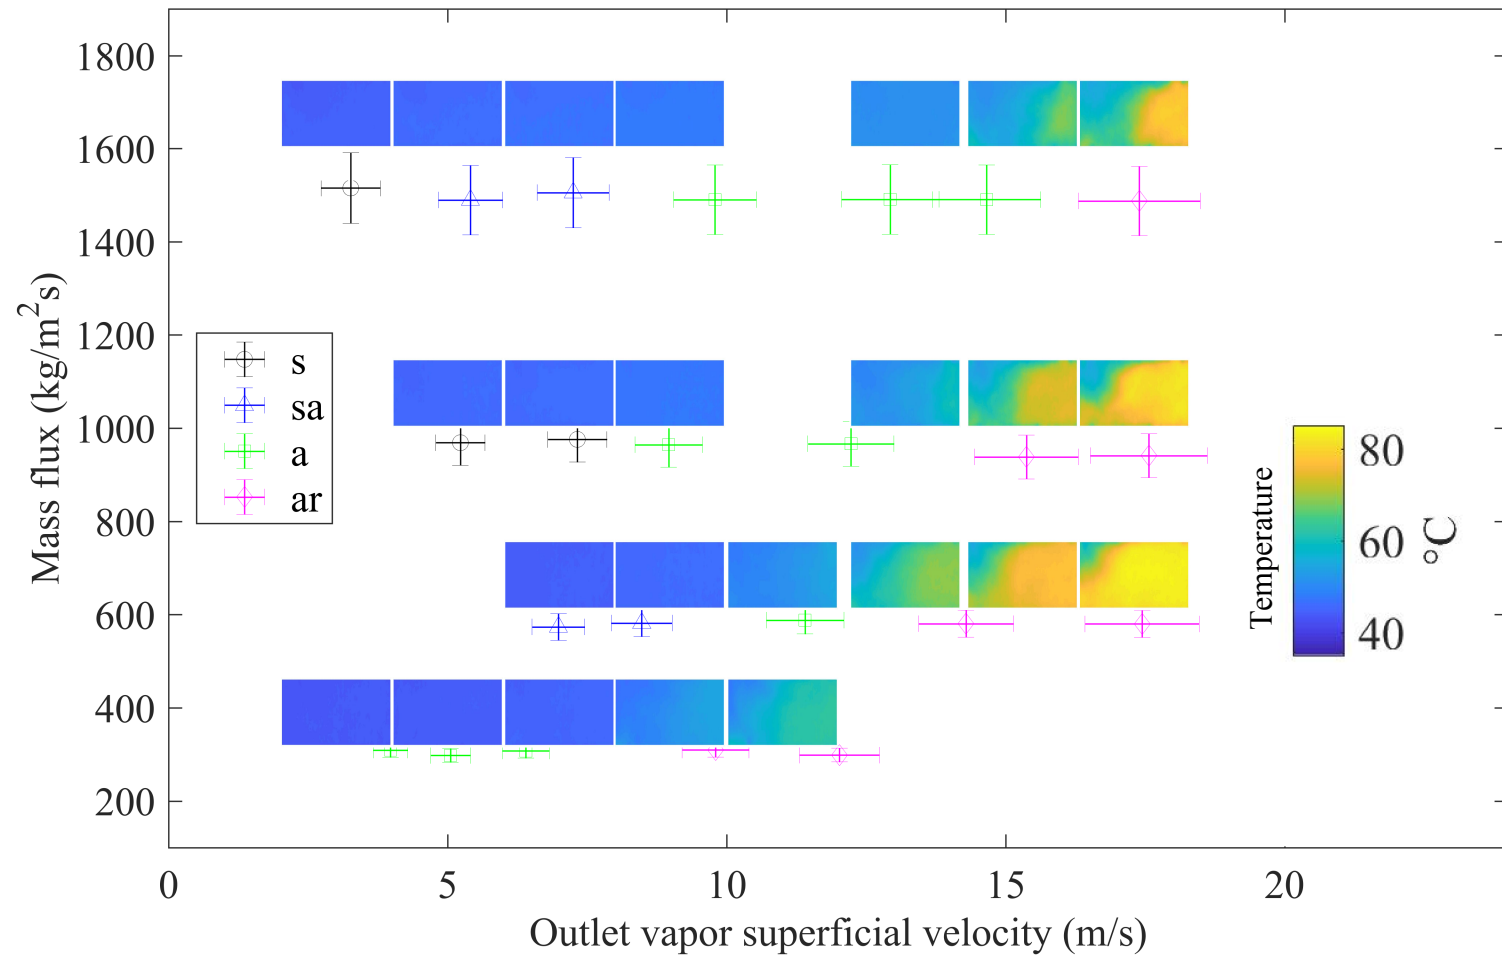 1800
1600
1400
1200
1000
800
600
400
200
Mass flux (kg/m²s)
s
sa
a
ar
Temperature
80
60
40
°C
0 5 10 15 20
Outlet vapor superficial velocity (m/s)